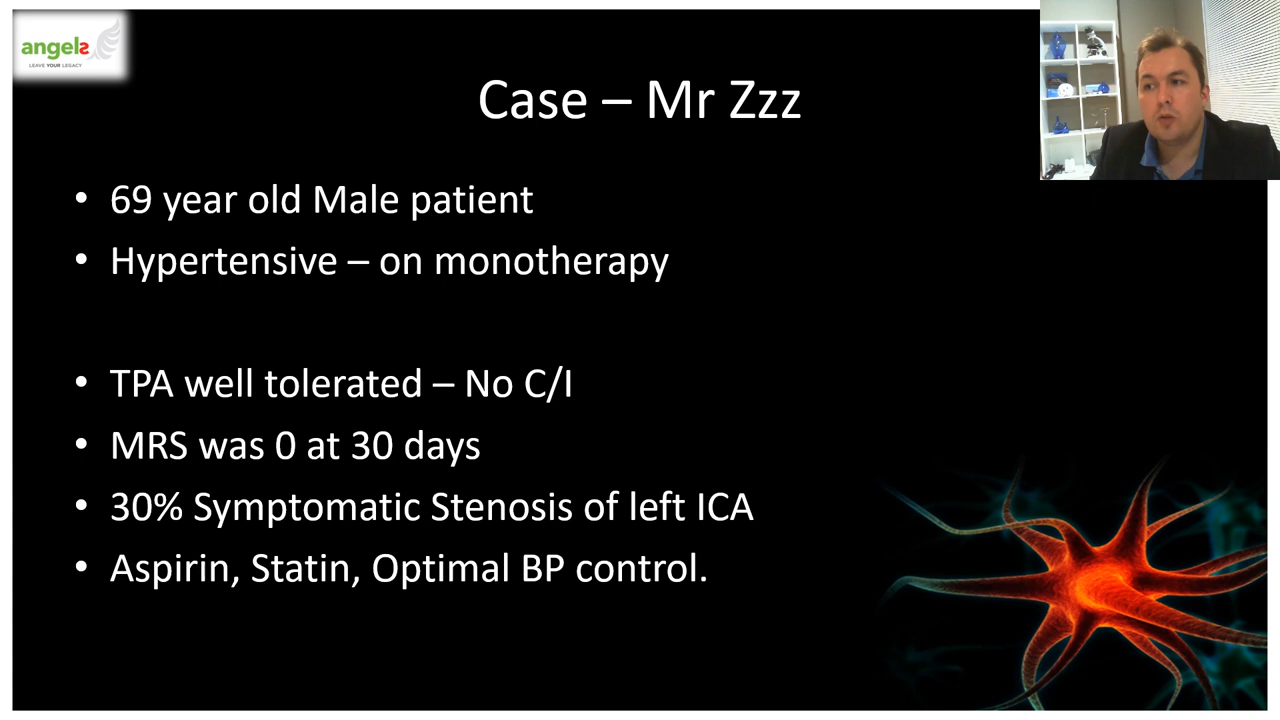 angels
LEAVE YOUR LEGACY
Case – Mr Zzz
• 69 year old Male patient
• Hypertensive – on monotherapy
• TPA well tolerated – No C/I
• MRS was 0 at 30 days
• 30% Symptomatic Stenosis of left ICA
• Aspirin, Statin, Optimal BP control.